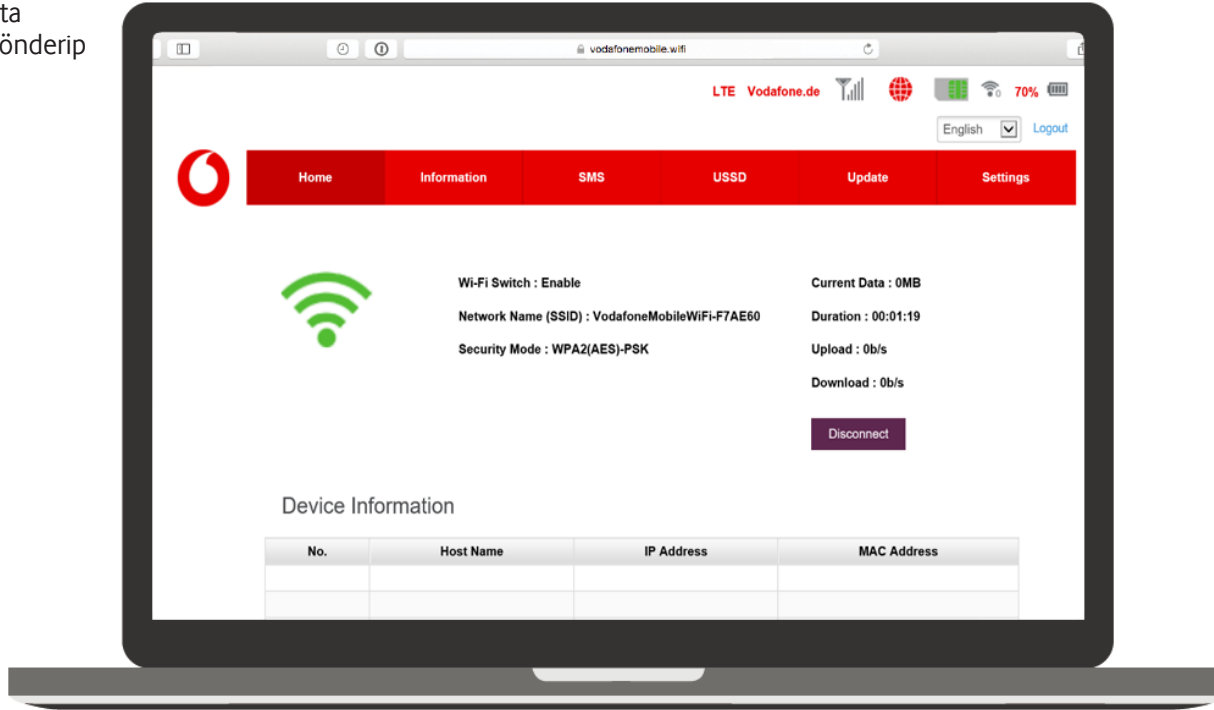 ta
önderip
vodafonemobile.wifi
LTE Vodafone.de 0 70%
English Logout
Home Information SMS USSD Update Settings
Wi-Fi Switch : Enable Current Data : 0MB
Network Name (SSID) : VodafoneMobileWiFi-F7AE60 Duration : 00:01:19
Security Mode : WPA2(AES)-PSK Upload : 0b/s
Download : 0b/s
Disconnect
Device Information
No. Host Name IP Address MAC Address